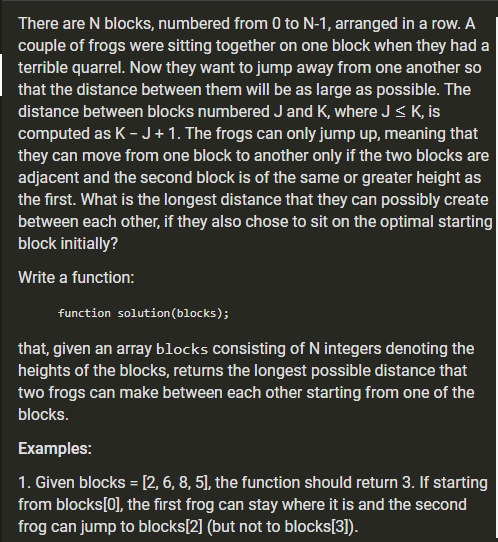 There are N blocks, numbered from 0 to N-1, arranged in a row. A
couple of frogs were sitting together on one block when they had a
terrible quarrel. Now they want to jump away from one another so
that the distance between them will be as large as possible. The
distance between blocks numbered J and K, where J ≤ K, is
computed as K − J + 1. The frogs can only jump up, meaning that
they can move from one block to another only if the two blocks are
adjacent and the second block is of the same or greater height as
the first. What is the longest distance that they can possibly create
between each other, if they also chose to sit on the optimal starting
block initially?
Write a function:
function solution(blocks);
that, given an array blocks consisting of N integers denoting the
heights of the blocks, returns the longest possible distance that
two frogs can make between each other starting from one of the
blocks.
Examples:
1. Given blocks = [2, 6, 8, 5], the function should return 3. If starting
from blocks[0], the first frog can stay where it is and the second
frog can jump to blocks[2] (but not to blocks[3]).